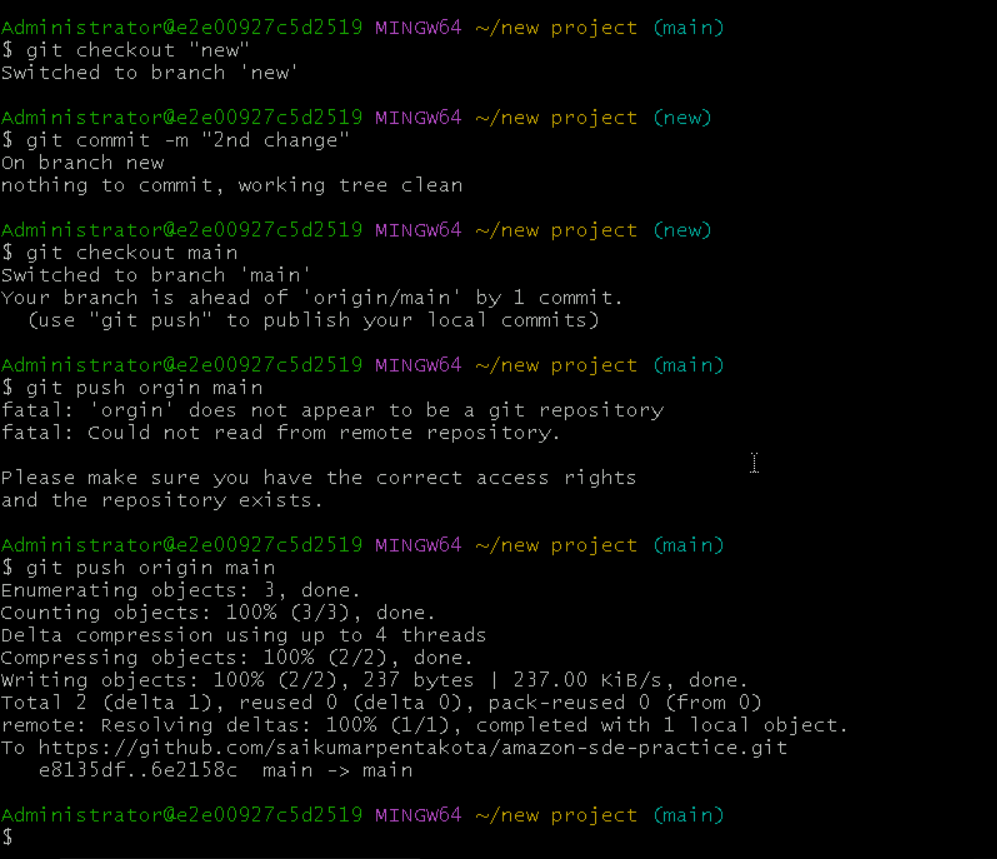 Administrator@e2e00927c5d2519 MINGW64 ~/new project (main)
$ git checkout "new"
Switched to branch 'new'
Administrator@e2e00927c5d2519 MINGW64 ~/new project (new)
$ git commit -m "2nd change"
On branch new
nothing to commit, working tree clean
Administrator@e2e00927c5d2519 MINGW64 ~/new project (new)
$ git checkout main
Switched to branch 'main'
Your branch is ahead of 'origin/main' by 1 commit.
  (use "git push" to publish your local commits)
Administrator@e2e00927c5d2519 MINGW64 ~/new project (main)
$ git push orgin main
fatal: 'orgin' does not appear to be a git repository
fatal: Could not read from remote repository.
Please make sure you have the correct access rights
and the repository exists.
Administrator@e2e00927c5d2519 MINGW64 ~/new project (main)
$ git push origin main
Enumerating objects: 3, done.
Counting objects: 100% (3/3), done.
Delta compression using up to 4 threads
Compressing objects: 100% (2/2), done.
Writing objects: 100% (2/2), 237 bytes | 237.00 KiB/s, done.
Total 2 (delta 1), reused 0 (delta 0), pack-reused 0 (from 0)
remote: Resolving deltas: 100% (1/1), completed with 1 local object.
To https://github.com/saikumarpentakota/amazon-sde-practice.git
   e8135df..6e2158c  main -> main
Administrator@e2e00927c5d2519 MINGW64 ~/new project (main)
$